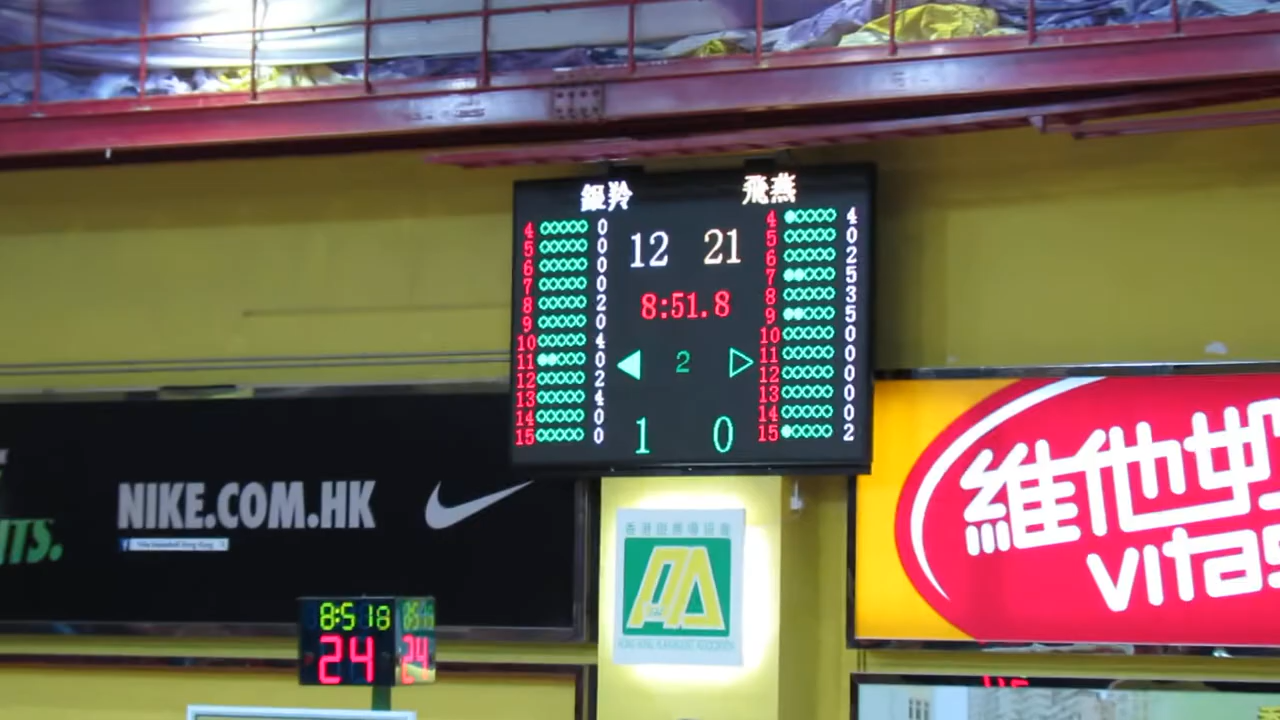 銀羚 飛燕
4 0 4 4
5 0 5 0
6 0 6 2
7 0 7 5
8 2 8 3
9 0 9 5
10 4 10 0
11 0 11 0
12 2 12 0
13 4 13 0
14 0 14 0
15 0 15 2
12 21
8:51.8
2
1 0
NIKE.COM.HK
ITS.
8:51 8
24
24
維他奶
vitas